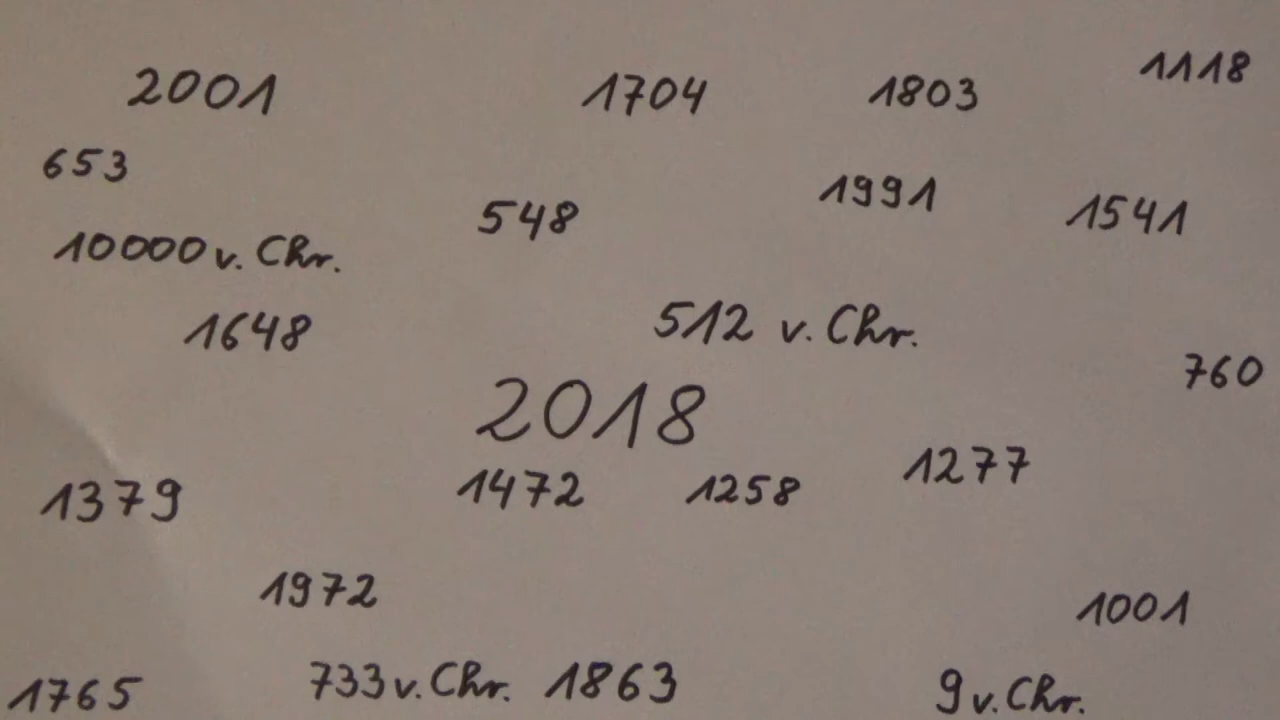 2001 1704 1803 1118
653 548 1991 1541
10000 v. Chr.
1648 512 v. Chr. 760
2018
1379 1472 1258 1277
1972 1001
1765 733 v. Chr. 1863 9 v. Chr.